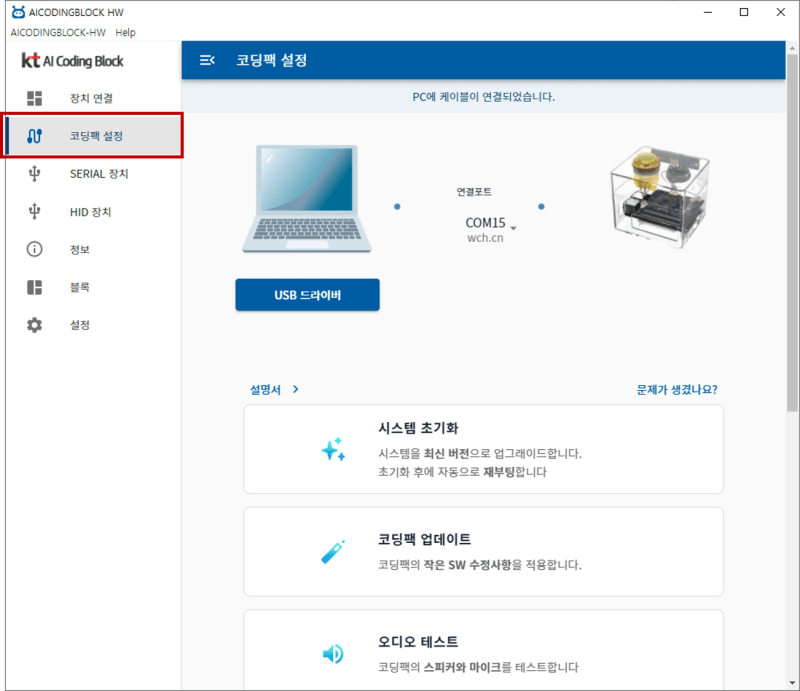 AICODINGBLOCK HW
AICODINGBLOCK-HW Help
kt AI Coding Block
장치 연결
코딩팩 설정
SERIAL 장치
HID 장치
정보
블록
설정
코딩팩 설정
PC에 케이블이 연결되었습니다.
연결포트
COM15
wch.cn
USB 드라이버
설명서
문제가 생겼나요?
시스템 초기화
시스템을 최신 버전으로 업그레이드합니다.
초기화 후에 자동으로 재부팅합니다
코딩팩 업데이트
코딩팩의 작은 SW 수정사항을 적용합니다.
오디오 테스트
코딩팩의 스피커와 마이크를 테스트합니다